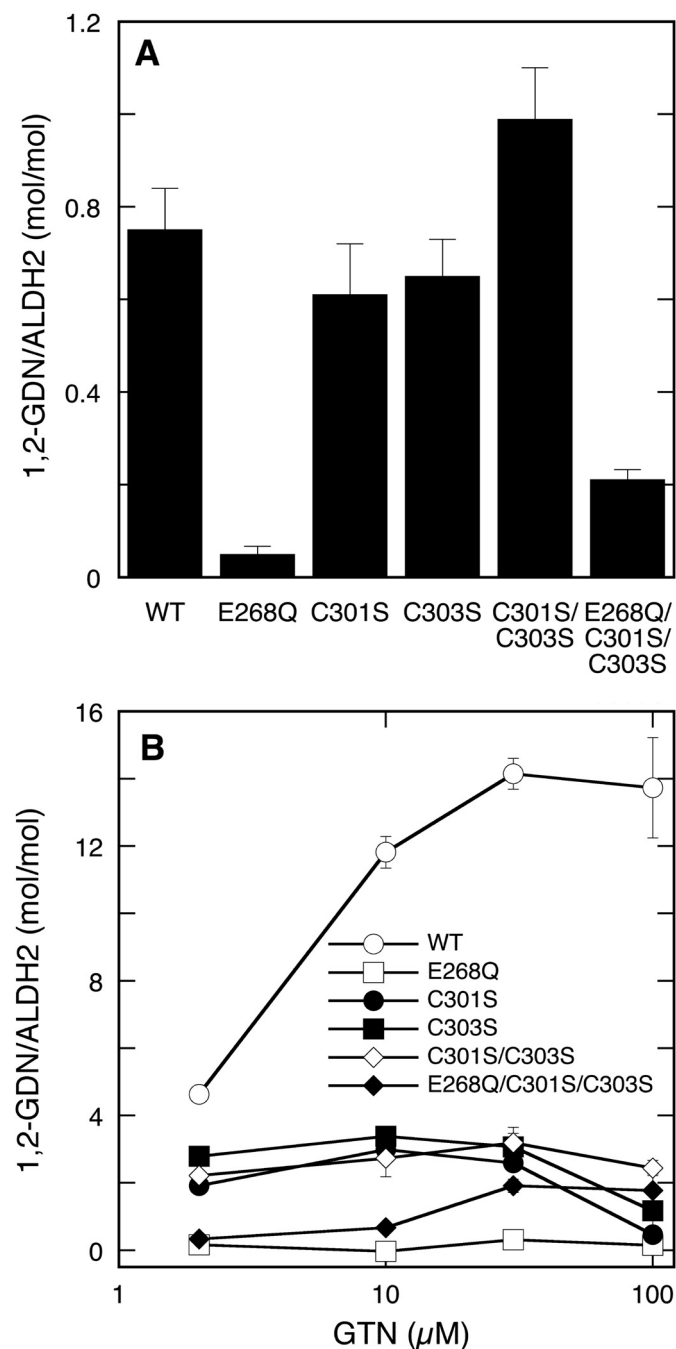 A
1,2-GDN/ALDH2 (mol/mol)
1.2
0.8
0.4
0
WT E268Q C301S C303S C301S/ E268Q/
C303S C301S/
C303S
B
1,2-GDN/ALDH2 (mol/mol)
16
12
8
4
0
WT
E268Q
C301S
C303S
C301S/C303S
E268Q/C301S/C303S
1 10 100
GTN (μM)